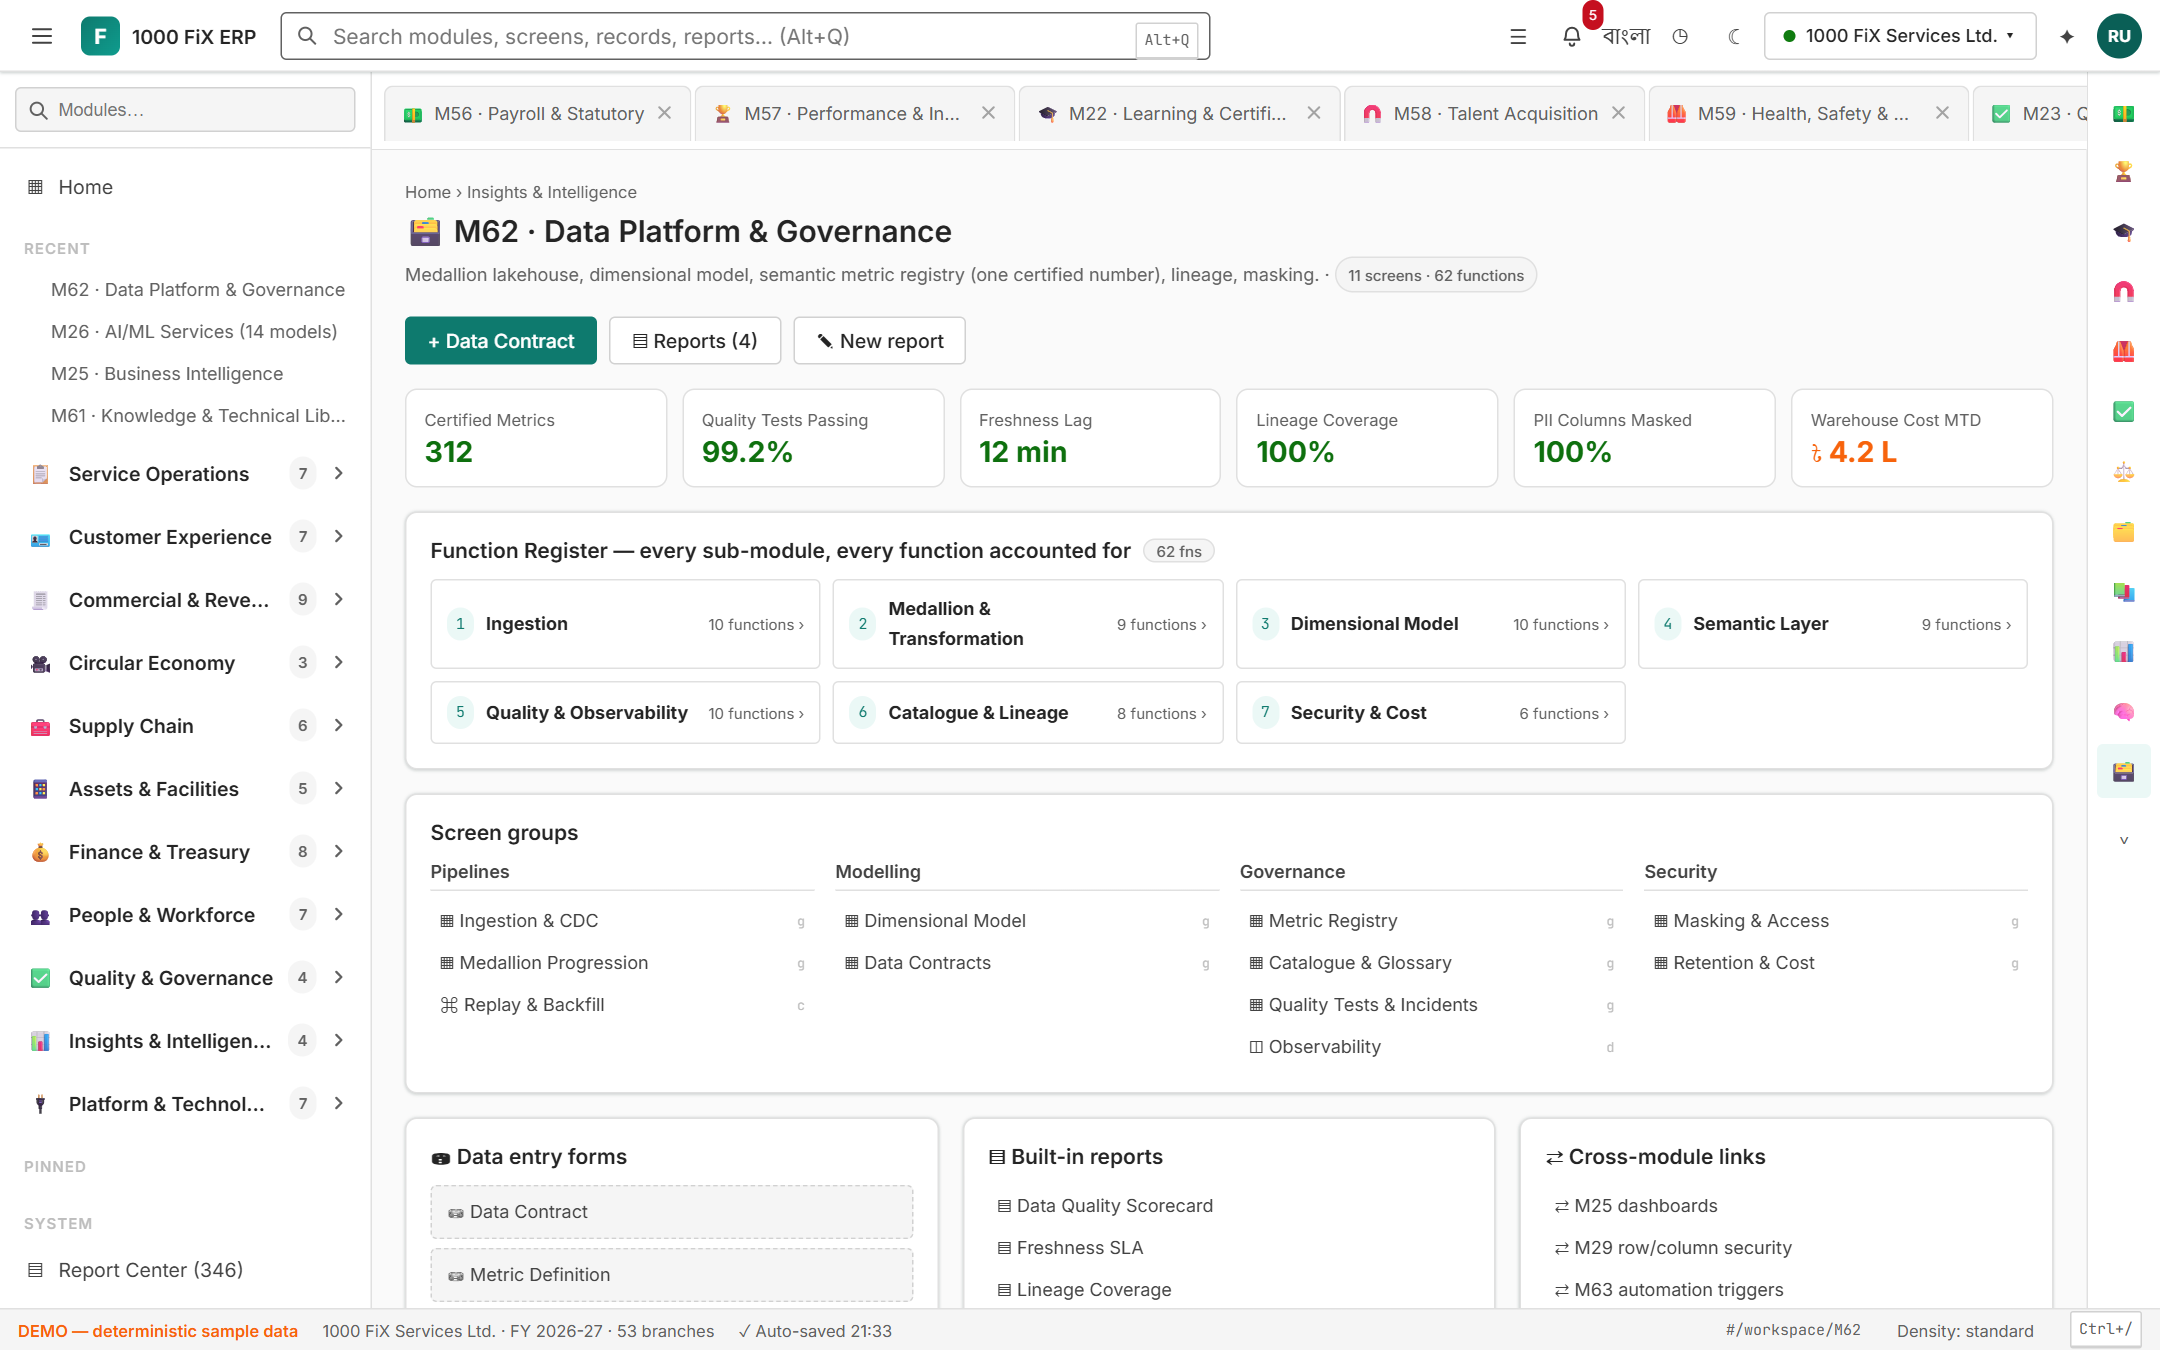 F 1000 FiX ERP
Search modules, screens, records, reports... (Alt+Q)
Alt+Q
5
বাংলা
1000 FiX Services Ltd.
RU
Modules...
Home
RECENT
M62 · Data Platform & Governance
M26 · AI/ML Services (14 models)
M25 · Business Intelligence
M61 · Knowledge & Technical Lib...
Service Operations 7
Customer Experience 7
Commercial & Reve... 9
Circular Economy 3
Supply Chain 6
Assets & Facilities 5
Finance & Treasury 8
People & Workforce 7
Quality & Governance 4
Insights & Intelligen... 4
Platform & Technol... 7
PINNED
SYSTEM
Report Center (346)
M56 · Payroll & Statutory
M57 · Performance & In...
M22 · Learning & Certifi...
M58 · Talent Acquisition
M59 · Health, Safety & ...
M23 · Q
Home › Insights & Intelligence
M62 · Data Platform & Governance
Medallion lakehouse, dimensional model, semantic metric registry (one certified number), lineage, masking. · 11 screens · 62 functions
+ Data Contract
Reports (4)
New report
Certified Metrics
312
Quality Tests Passing
99.2%
Freshness Lag
12 min
Lineage Coverage
100%
PII Columns Masked
100%
Warehouse Cost MTD
৳ 4.2 L
Function Register — every sub-module, every function accounted for 62 fns
1 Ingestion 10 functions ›
2 Medallion &
Transformation 9 functions ›
3 Dimensional Model 10 functions ›
4 Semantic Layer 9 functions ›
5 Quality & Observability 10 functions ›
6 Catalogue & Lineage 8 functions ›
7 Security & Cost 6 functions ›
Screen groups
Pipelines
Ingestion & CDC g
Medallion Progression g
Replay & Backfill c
Modelling
Dimensional Model g
Data Contracts g
Governance
Metric Registry g
Catalogue & Glossary g
Quality Tests & Incidents g
Observability d
Security
Masking & Access g
Retention & Cost g
Data entry forms
Data Contract
Metric Definition
Built-in reports
Data Quality Scorecard
Freshness SLA
Lineage Coverage
Cross-module links
M25 dashboards
M29 row/column security
M63 automation triggers
DEMO — deterministic sample data
1000 FiX Services Ltd. · FY 2026-27 · 53 branches
✓ Auto-saved 21:33
#/workspace/M62
Density: standard
Ctrl+/